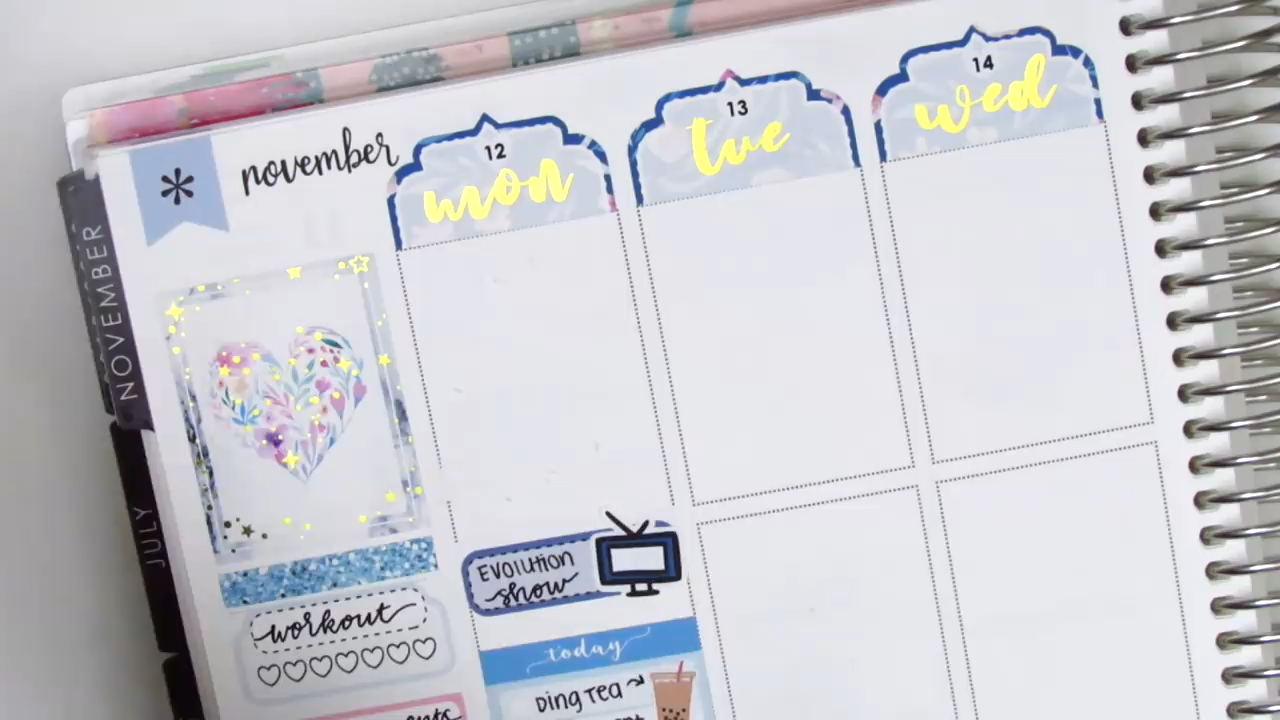 NOVEMBER
JULY
*
november
12
mon
13
tue
14
wed
EVOLUTION
show
workout
today
DING TEA